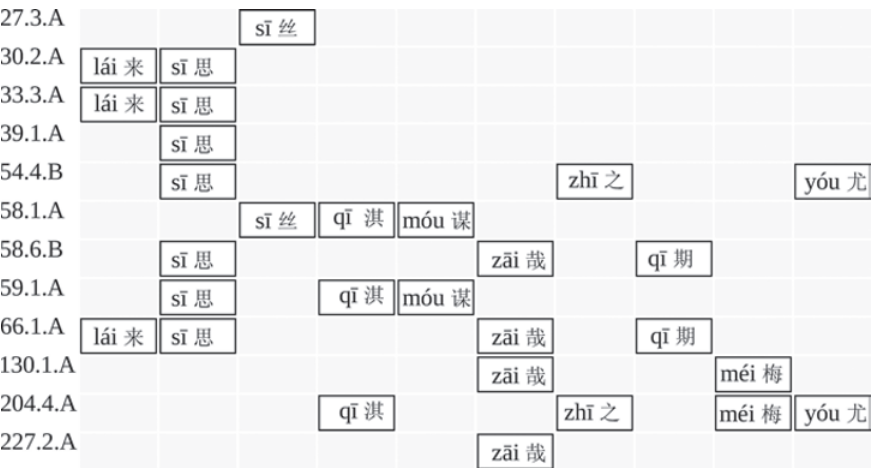 27.3.A sī 丝
30.2.A lái 来 sī 思
33.3.A lái 来 sī 思
39.1.A sī 思
54.4.B sī 思 zhī 之 yóu 尤
58.1.A sī 丝 qī 淇 móu 谋
58.6.B sī 思 zāi 哉 qī 期
59.1.A sī 思 qī 淇 móu 谋
66.1.A lái 来 sī 思 zāi 哉 qī 期
130.1.A zāi 哉 méi 梅
204.4.A qī 淇 zhī 之 méi 梅 yóu 尤
227.2.A zāi 哉